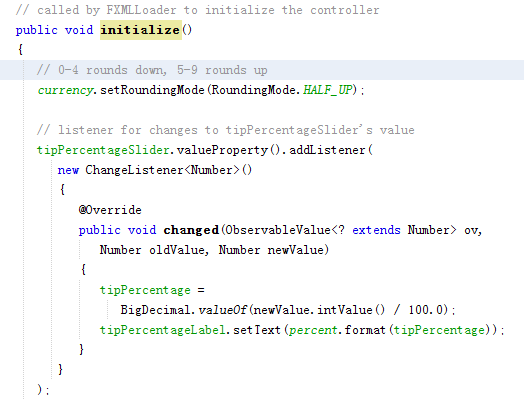 // called by FXMLLoader to initialize the controller
public void initialize()
{
// 0-4 rounds down, 5-9 rounds up
currency.setRoundingMode(RoundingMode.HALF_UP);
// listener for changes to tipPercentageSlider's value
tipPercentageSlider.valueProperty().addListener(
new ChangeListener<Number>()
{
@Override
public void changed(ObservableValue<? extends Number> ov,
Number oldValue, Number newValue)
{
tipPercentage =
BigDecimal.valueOf(newValue.intValue() / 100.0);
tipPercentageLabel.setText(percent.format(tipPercentage));
}
}
);